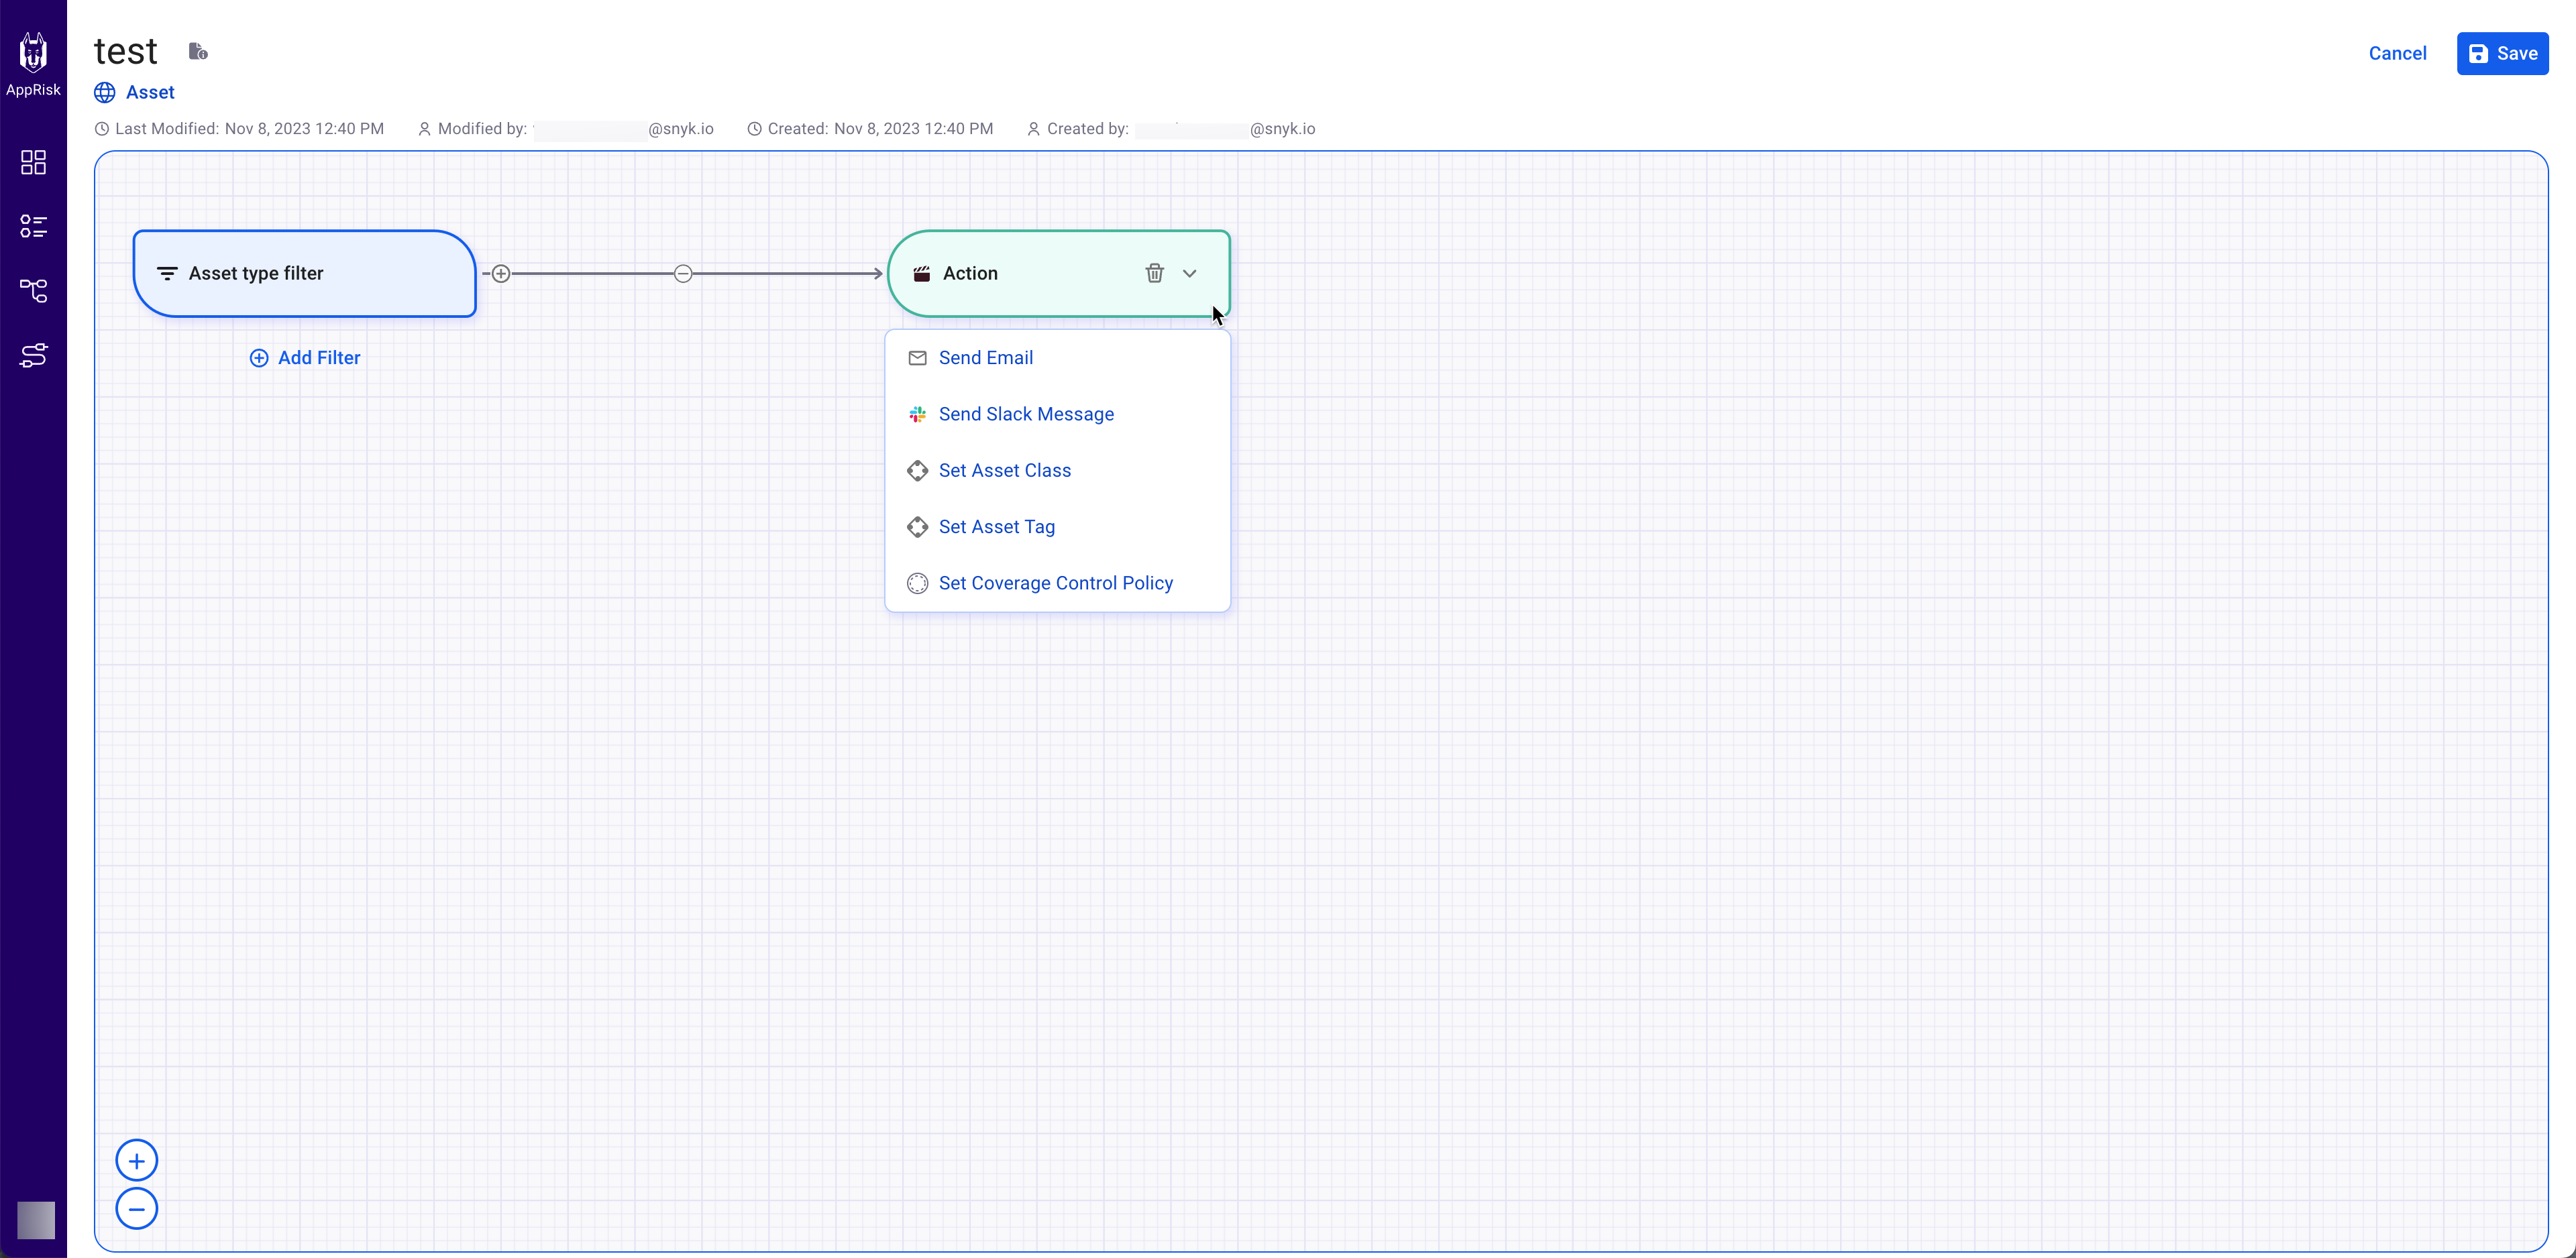 test
Cancel
Save
AppRisk
Asset
Last Modified: Nov 8, 2023 12:40 PM Modified by: @snyk.io Created: Nov 8, 2023 12:40 PM Created by: @snyk.io
Asset type filter
Action
Add Filter
Send Email
Send Slack Message
Set Asset Class
Set Asset Tag
Set Coverage Control Policy